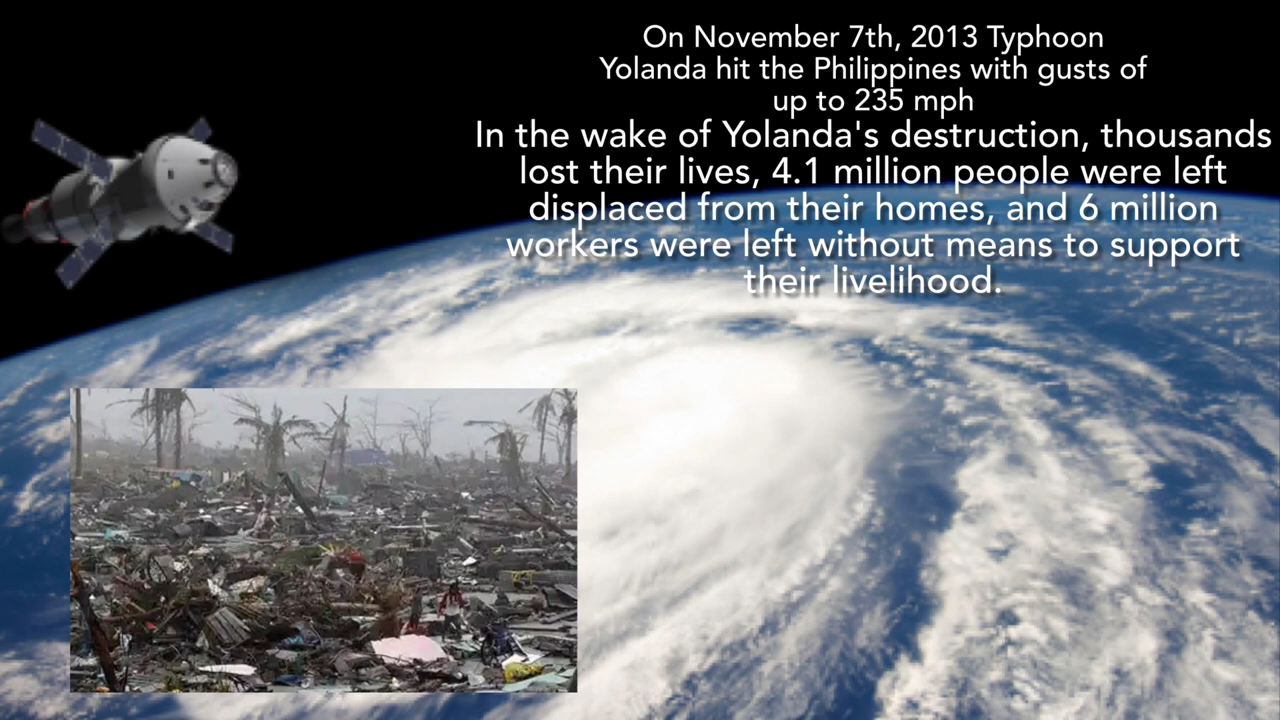 On November 7th, 2013 Typhoon
Yolanda hit the Philippines with gusts of
up to 235 mph
In the wake of Yolanda's destruction, thousands
lost their lives, 4.1 million people were left
displaced from their homes, and 6 million
workers were left without means to support
their livelihood.